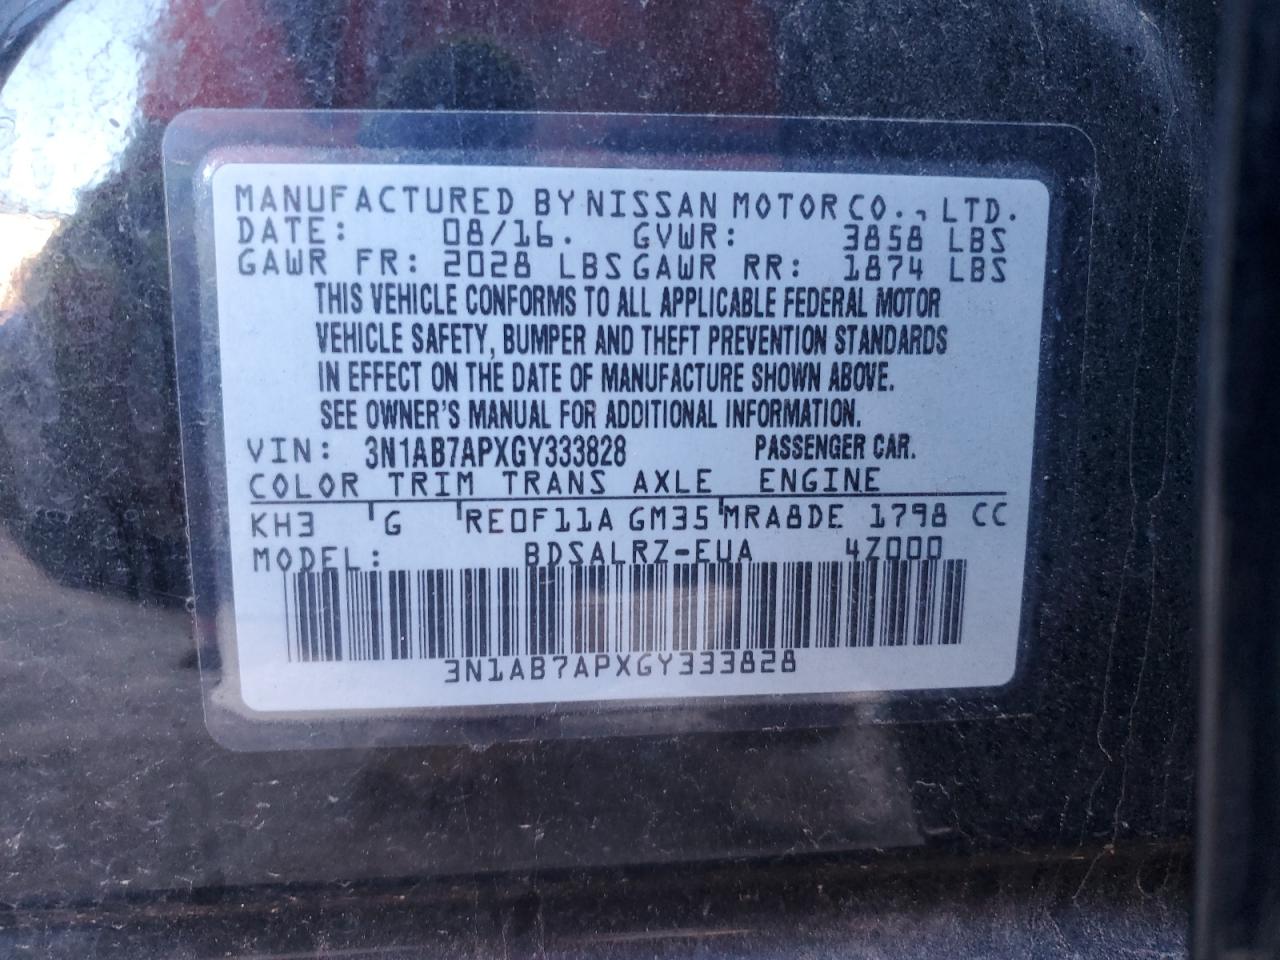 MANUFACTURED BY NISSAN MOTOR CO., LTD.
DATE: 08/16. GVWR: 3858 LBS
GAWR FR: 2028 LBS GAWR RR: 1874 LBS
THIS VEHICLE CONFORMS TO ALL APPLICABLE FEDERAL MOTOR
VEHICLE SAFETY, BUMPER AND THEFT PREVENTION STANDARDS
IN EFFECT ON THE DATE OF MANUFACTURE SHOWN ABOVE.
SEE OWNER'S MANUAL FOR ADDITIONAL INFORMATION.
VIN: 3N1AB7APXGY333828 PASSENGER CAR.
COLOR TRIM TRANS AXLE ENGINE
KH3 G RE0F11A GM35 MRA8DE 1798 CC
MODEL: BDSALRZ-EUA 4Z000
3N1AB7APXGY333828